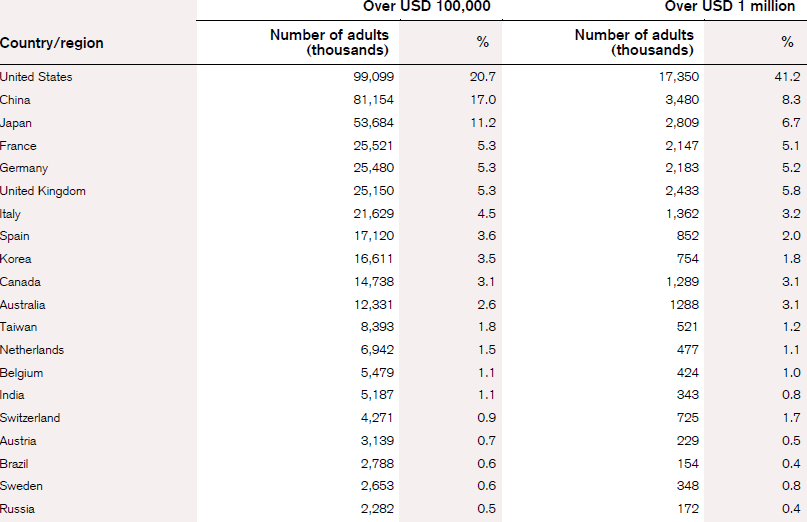 Over USD 100,000 Over USD 1 million
Country/region Number of adults (thousands) % Number of adults (thousands) %
United States 99,099 20.7 17,350 41.2
China 81,154 17.0 3,480 8.3
Japan 53,684 11.2 2,809 6.7
France 25,521 5.3 2,147 5.1
Germany 25,480 5.3 2,183 5.2
United Kingdom 25,150 5.3 2,433 5.8
Italy 21,629 4.5 1,362 3.2
Spain 17,120 3.6 852 2.0
Korea 16,611 3.5 754 1.8
Canada 14,738 3.1 1,289 3.1
Australia 12,331 2.6 1288 3.1
Taiwan 8,393 1.8 521 1.2
Netherlands 6,942 1.5 477 1.1
Belgium 5,479 1.1 424 1.0
India 5,187 1.1 343 0.8
Switzerland 4,271 0.9 725 1.7
Austria 3,139 0.7 229 0.5
Brazil 2,788 0.6 154 0.4
Sweden 2,653 0.6 348 0.8
Russia 2,282 0.5 172 0.4